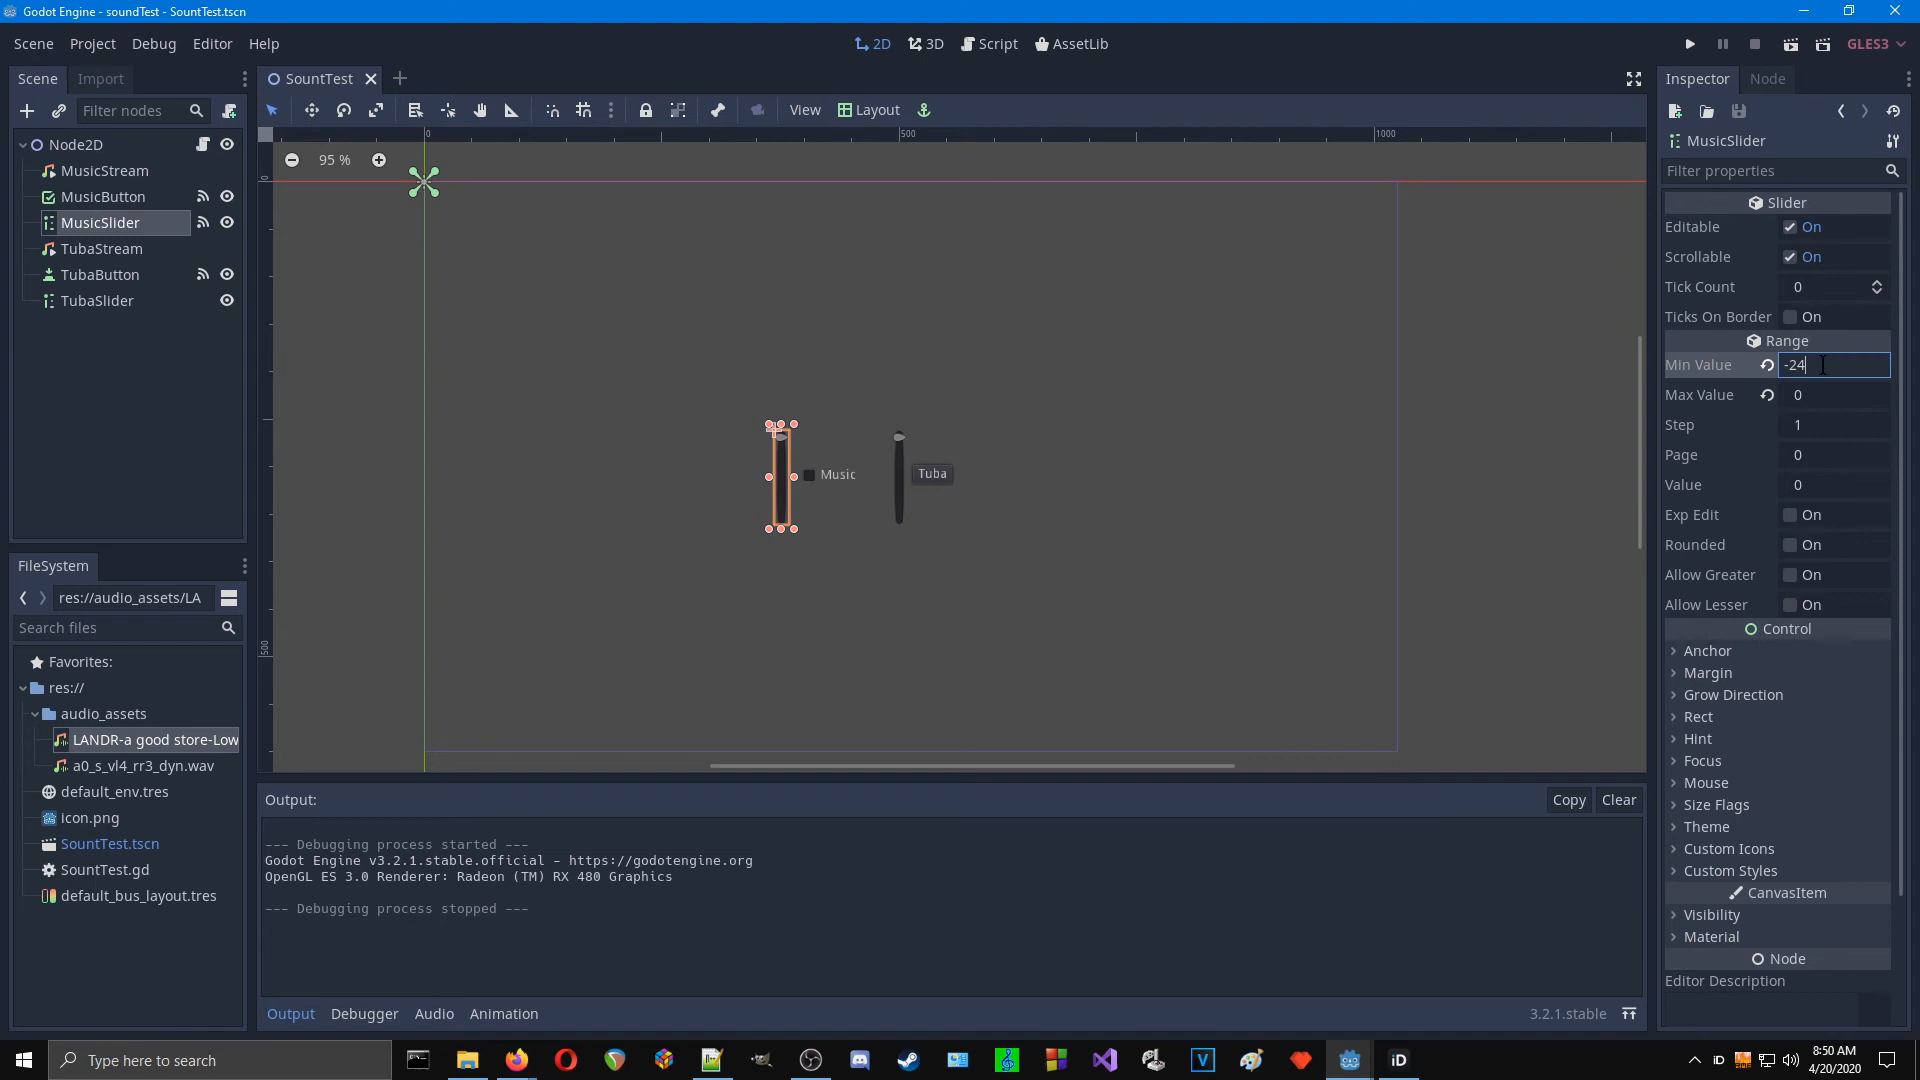 Godot Engine - soundTest - SountTest.tscn
Scene Project Debug Editor Help
2D 3D Script AssetLib
GLES3
Scene Import
SountTest
Inspector Node
Filter nodes
View Layout
Node2D
MusicStream
MusicButton
MusicSlider
TubaStream
TubaButton
TubaSlider
0 500 1000
0
500
95 %
Music
Tuba
MusicSlider
Filter properties
Slider
Editable On
Scrollable On
Tick Count 0
Ticks On Border On
Range
Min Value -24
Max Value 0
Step 1
Page 0
Value 0
Exp Edit On
Rounded On
Allow Greater On
Allow Lesser On
Control
Anchor
Margin
Grow Direction
Rect
Hint
Focus
Mouse
Size Flags
Theme
Custom Icons
Custom Styles
CanvasItem
Visibility
Material
Node
Editor Description
FileSystem
res://audio_assets/LA
Search files
Favorites:
res://
audio_assets
LANDR-a good store-Low
a0_s_vl4_rr3_dyn.wav
default_env.tres
icon.png
SountTest.tscn
SountTest.gd
default_bus_layout.tres
Output: Copy Clear
--- Debugging process started ---
Godot Engine v3.2.1.stable.official - https://godotengine.org
OpenGL ES 3.0 Renderer: Radeon (TM) RX 480 Graphics
--- Debugging process stopped ---
Output Debugger Audio Animation 3.2.1.stable
Type here to search
8:50 AM
4/20/2020